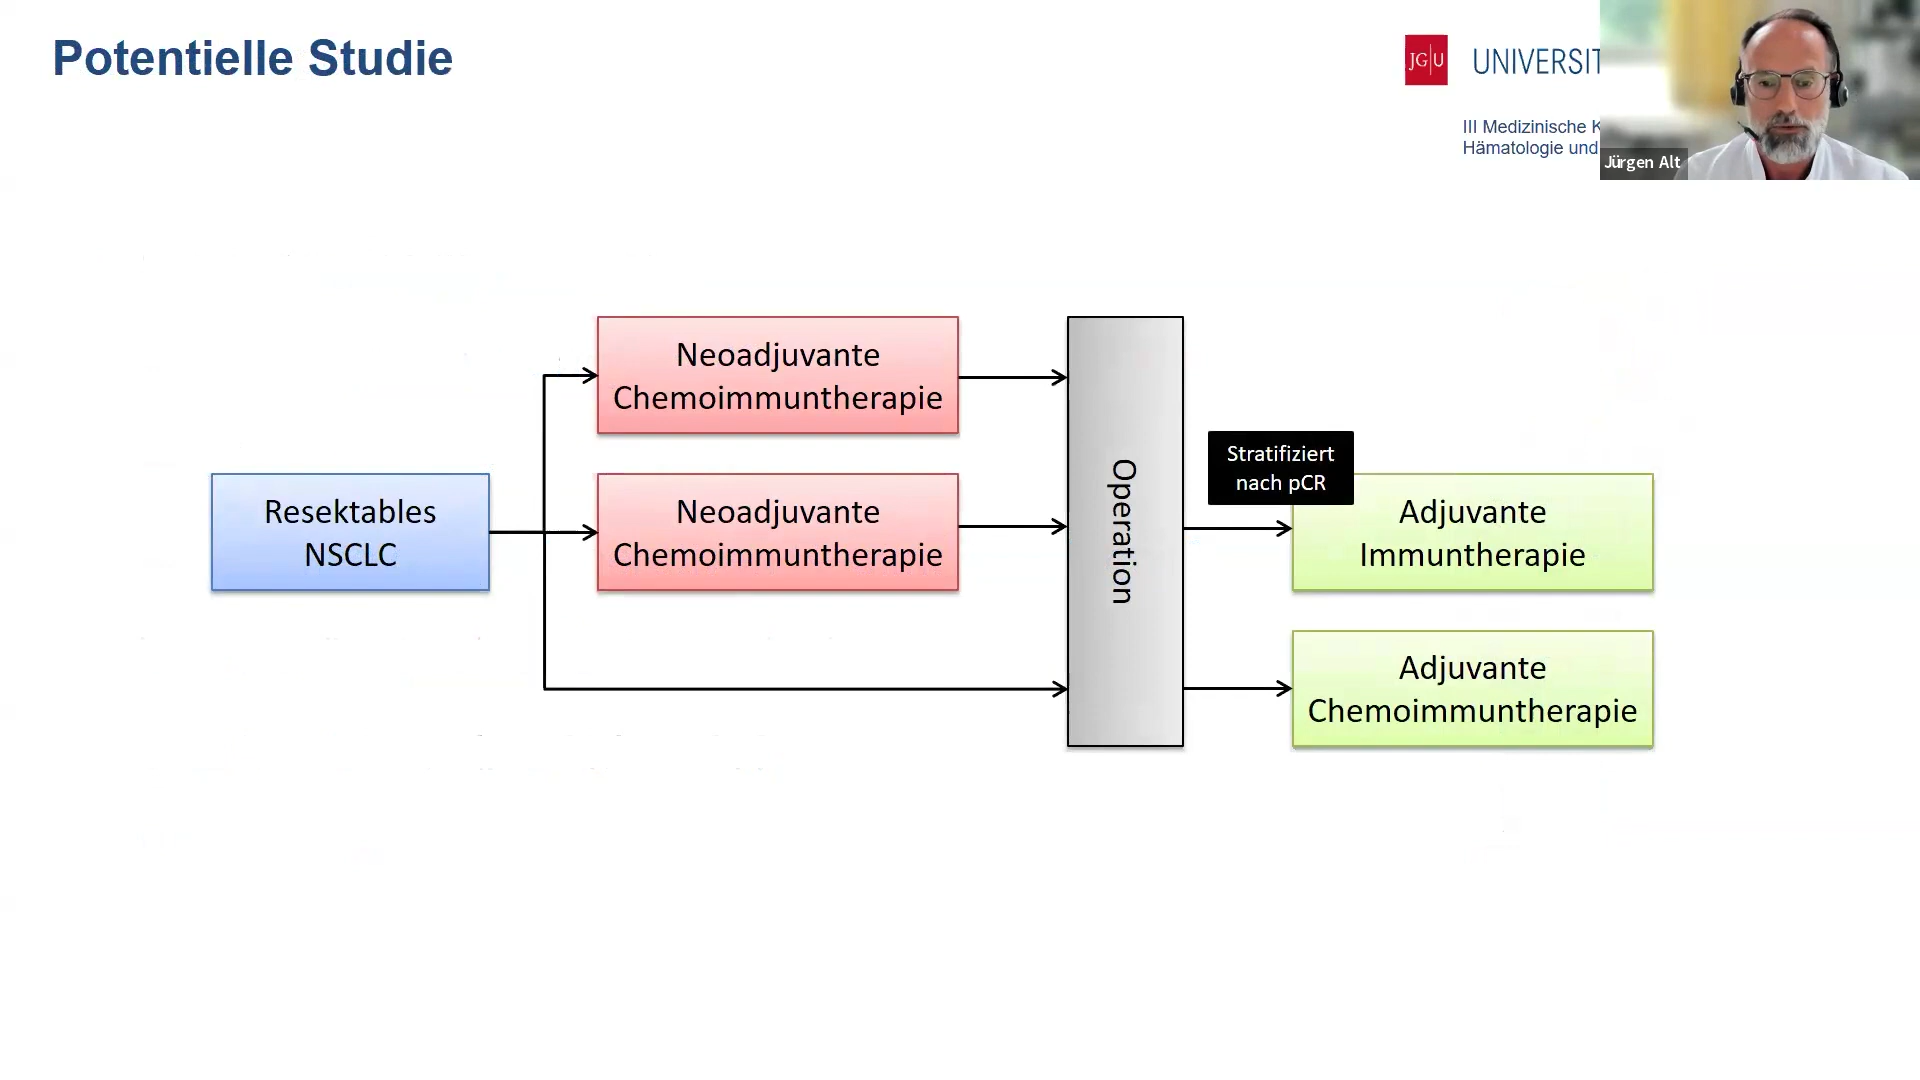 Potentielle Studie
JG|U
UNIVERSIT
III Medizinische K
Hämatologie und
Jürgen Alt
Neoadjuvante
Chemoimmuntherapie
Resektables
NSCLC
Neoadjuvante
Chemoimmuntherapie
Operation
Stratifiziert
nach pCR
Adjuvante
Immuntherapie
Adjuvante
Chemoimmuntherapie